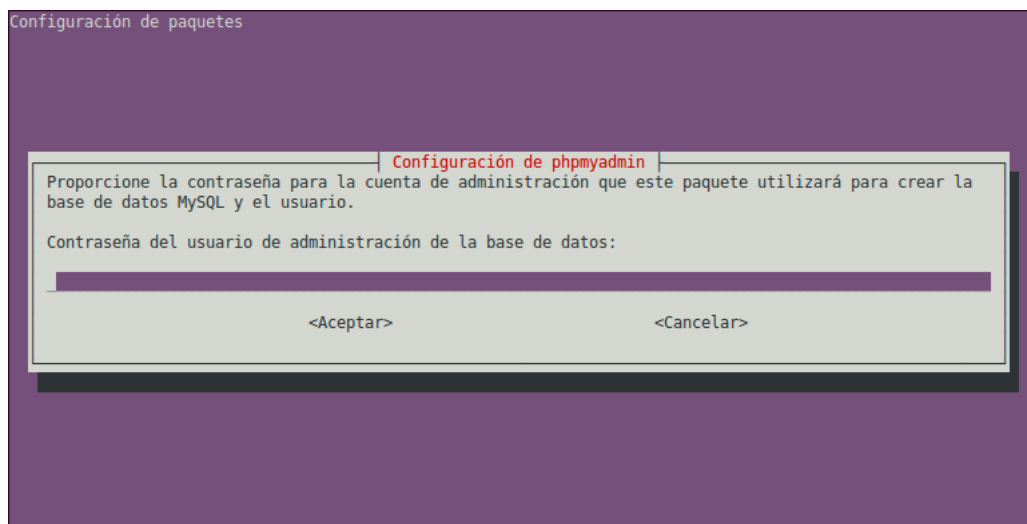 Configuración de paquetes
Configuración de phpmyadmin
Proporcione la contraseña para la cuenta de administración que este paquete utilizará para crear la
base de datos MySQL y el usuario.
Contraseña del usuario de administración de la base de datos:
<Aceptar> <Cancelar>